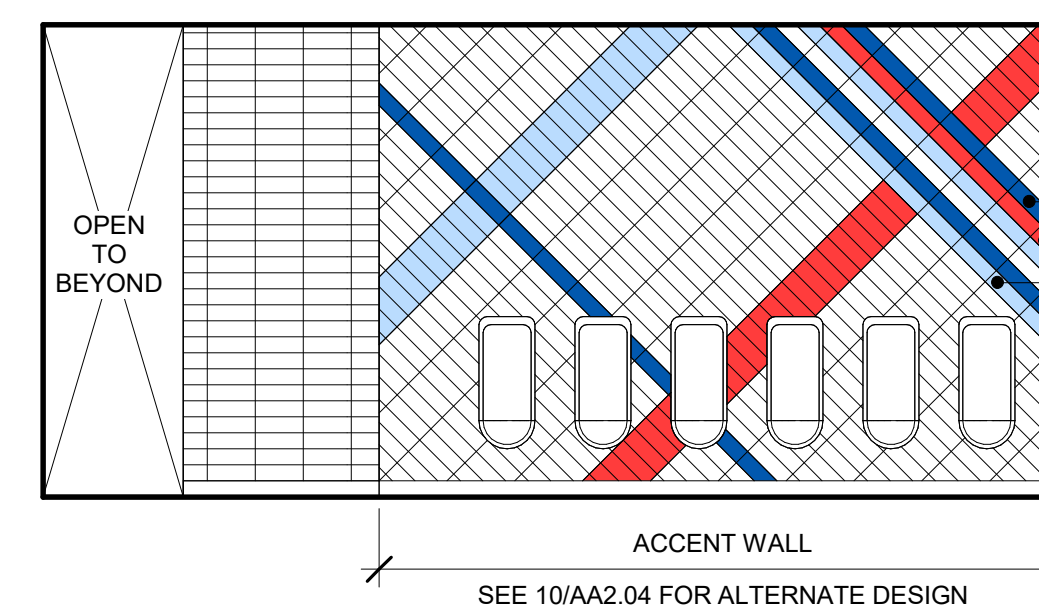 OPEN
TO
BEYOND
ACCENT WALL
SEE 10/AA2.04 FOR ALTERNATE DESIGN